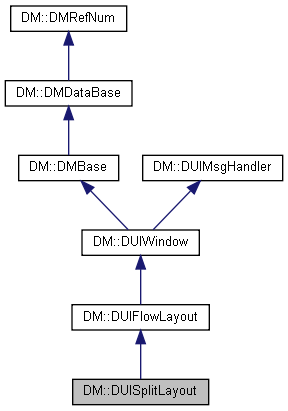 DM::DMRefNum
DM::DMDataBase
DM::DMBase
DM::DUIMsgHandler
DM::DUIWindow
DM::DUIFlowLayout
DM::DUISplitLayout